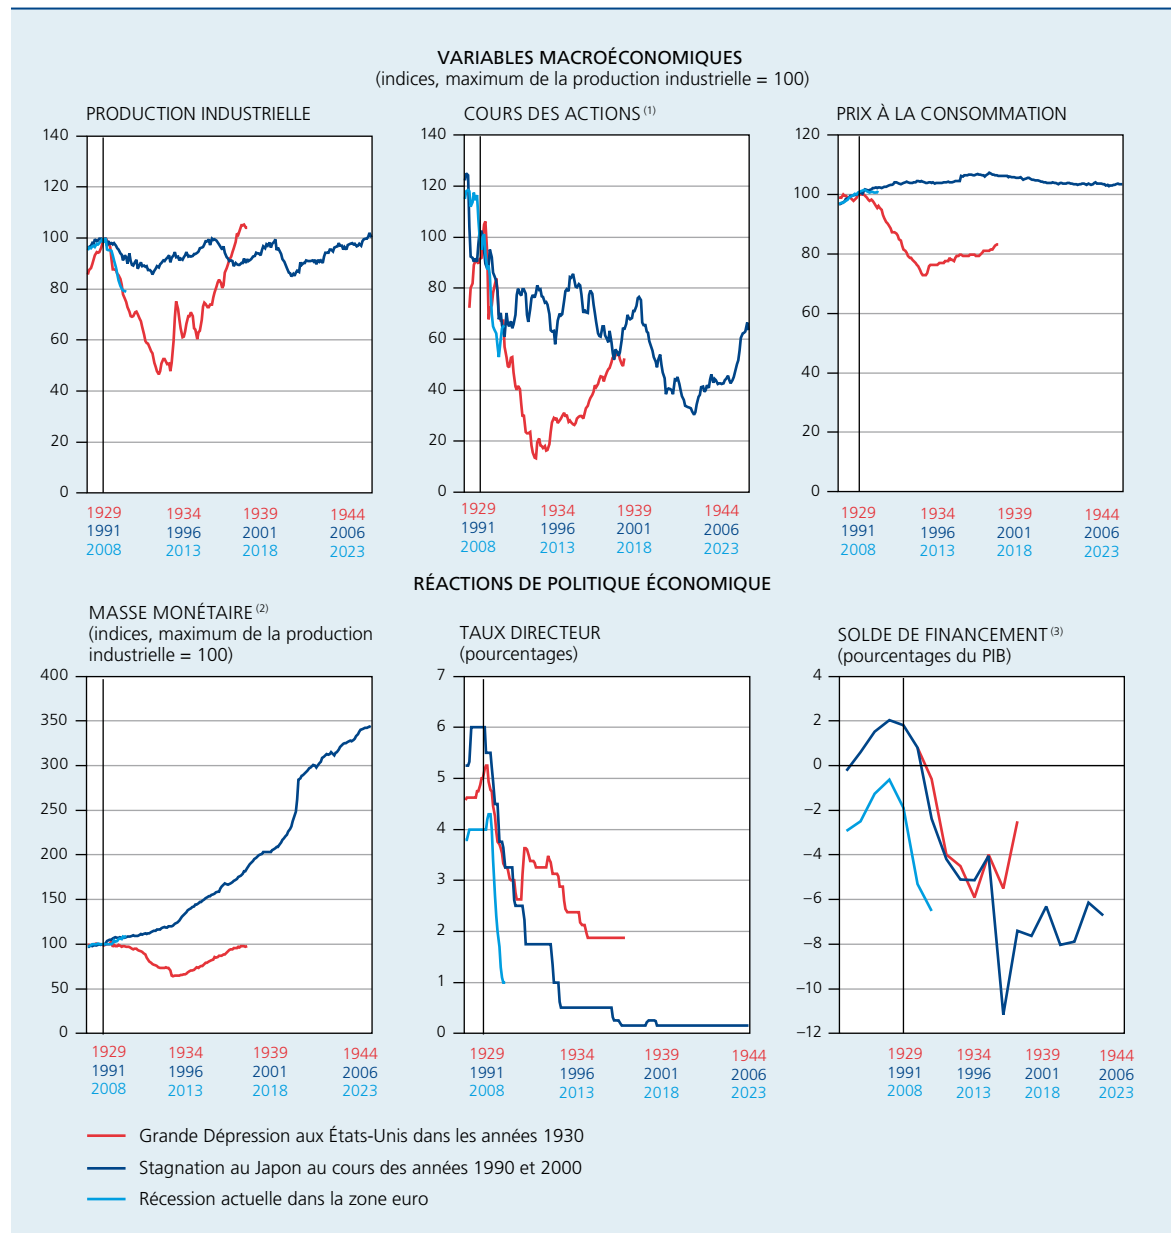 VARIABLES MACROÉCONOMIQUES
(indices, maximum de la production industrielle = 100)
PRODUCTION INDUSTRIELLE
140
120
100
80
60
40
20
0
1929 1934 1939 1944
1991 1996 2001 2006
2008 2013 2018 2023
COURS DES ACTIONS (1)
140
120
100
80
60
40
20
0
1929 1934 1939 1944
1991 1996 2001 2006
2008 2013 2018 2023
PRIX À LA CONSOMMATION
120
100
80
60
40
20
0
1929 1934 1939 1944
1991 1996 2001 2006
2008 2013 2018 2023
RÉACTIONS DE POLITIQUE ÉCONOMIQUE
MASSE MONÉTAIRE (2)
(indices, maximum de la production
industrielle = 100)
400
350
300
250
200
150
100
50
0
1929 1934 1939 1944
1991 1996 2001 2006
2008 2013 2018 2023
TAUX DIRECTEUR
(pourcentages)
7
6
5
4
3
2
1
0
1929 1934 1939 1944
1991 1996 2001 2006
2008 2013 2018 2023
SOLDE DE FINANCEMENT (3)
(pourcentages du PIB)
4
2
0
–2
–4
–6
–8
–10
–12
1929 1934 1939 1944
1991 1996 2001 2006
2008 2013 2018 2023
Grande Dépression aux États-Unis dans les années 1930
Stagnation au Japon au cours des années 1990 et 2000
Récession actuelle dans la zone euro